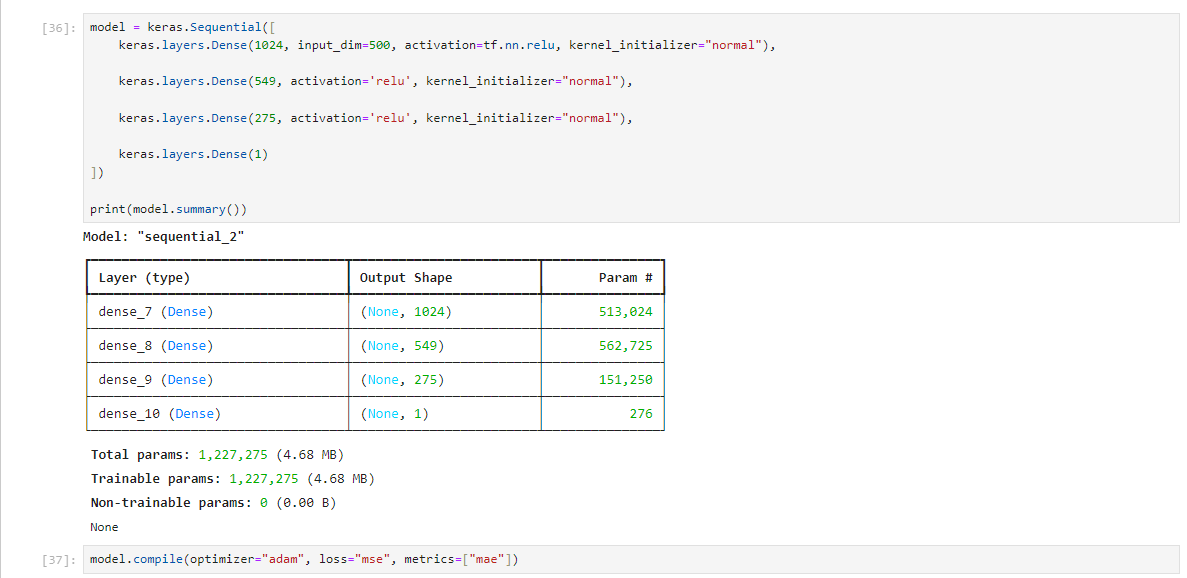 [36]: model = keras.Sequential([
keras.layers.Dense(1024, input_dim=500, activation=tf.nn.relu, kernel_initializer="normal"),
keras.layers.Dense(549, activation='relu', kernel_initializer="normal"),
keras.layers.Dense(275, activation='relu', kernel_initializer="normal"),
keras.layers.Dense(1)
])
print(model.summary())
Model: "sequential_2"
Layer (type) Output Shape Param #
dense_7 (Dense) (None, 1024) 513,024
dense_8 (Dense) (None, 549) 562,725
dense_9 (Dense) (None, 275) 151,250
dense_10 (Dense) (None, 1) 276
Total params: 1,227,275 (4.68 MB)
Trainable params: 1,227,275 (4.68 MB)
Non-trainable params: 0 (0.00 B)
None
[37]: model.compile(optimizer="adam", loss="mse", metrics=["mae"])